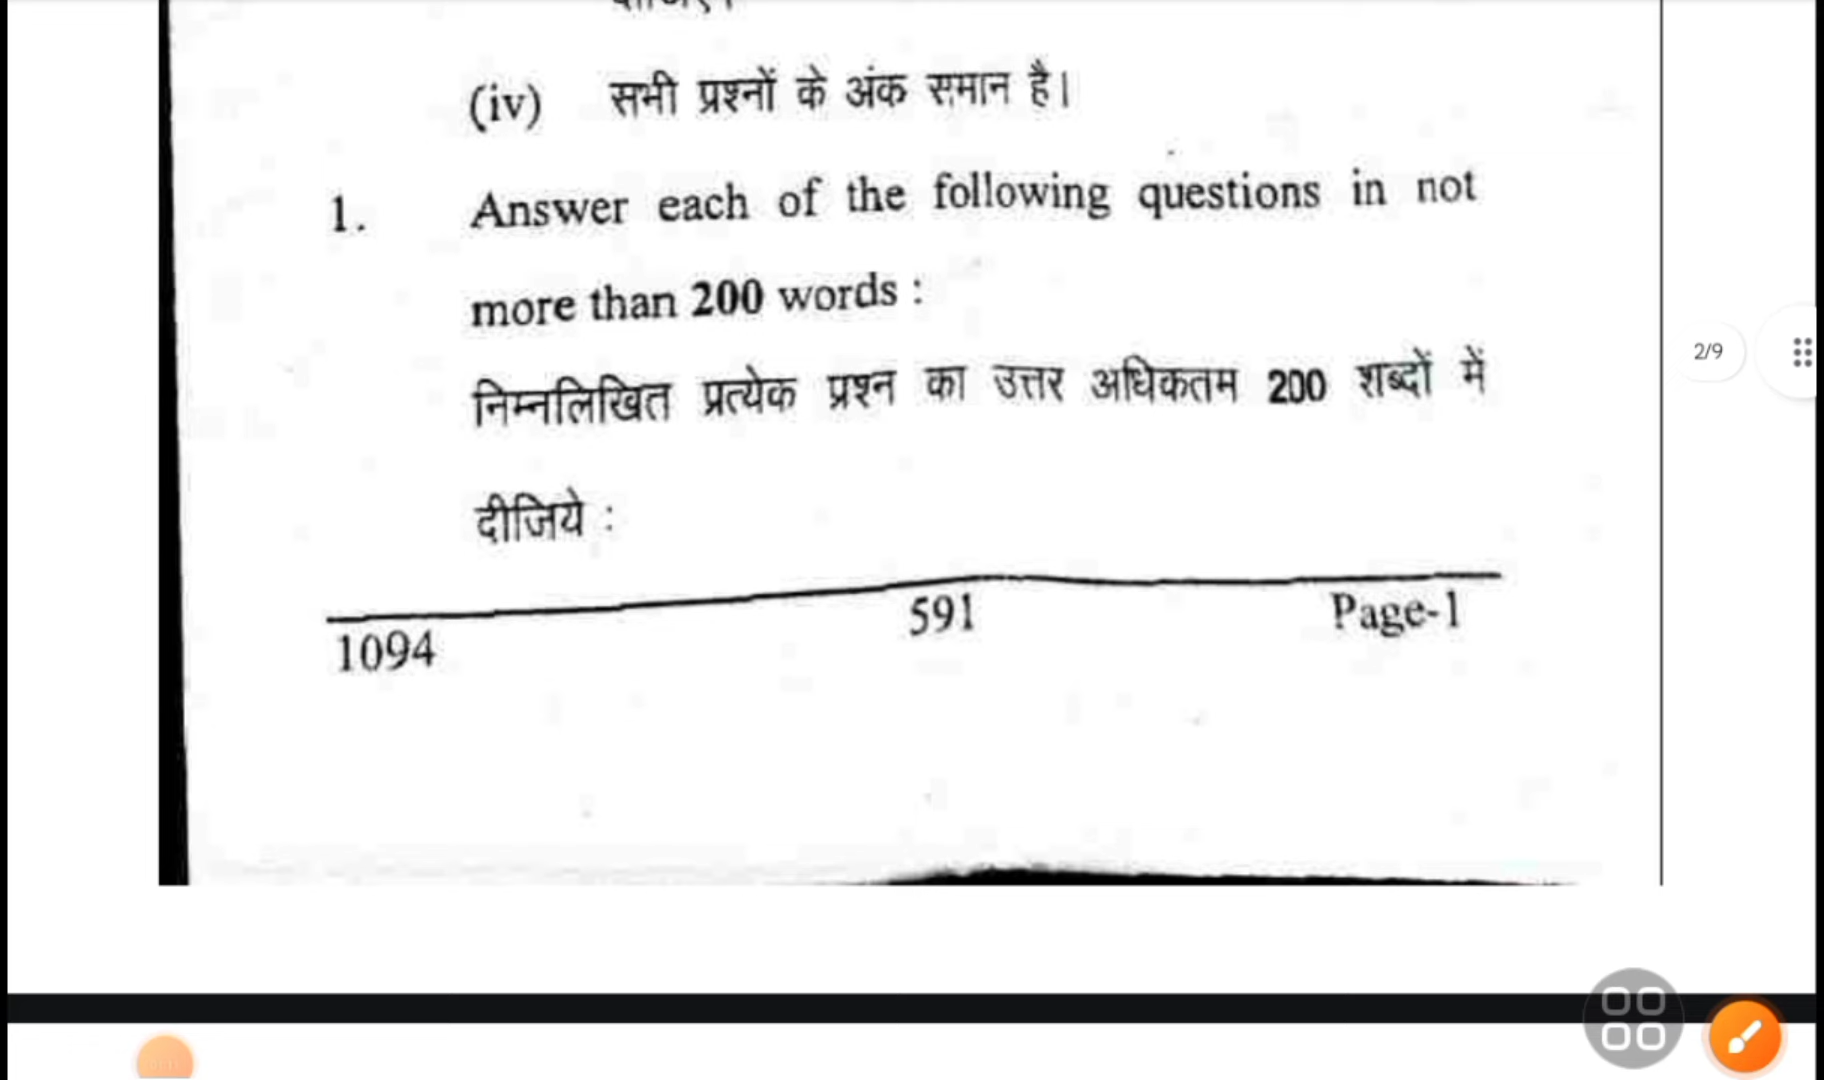 (iv) सभी प्रश्नों के अंक समान है।
1. Answer each of the following questions in not
more than 200 words :
निम्नलिखित प्रत्येक प्रश्न का उत्तर अधिकतम 200 शब्दों में
दीजिये :
2/9
1094 591 Page-1